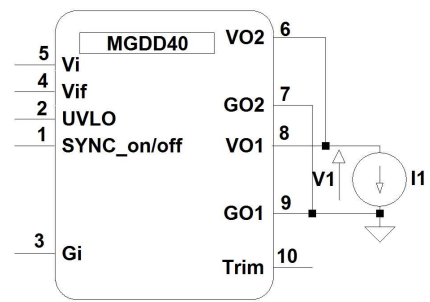 MGDD40
5 Vi
4 Vif
2 UVLO
1 SYNC_on/off
3 Gi
VO2 6
GO2 7
VO1 8
GO1 9
Trim 10
V1
I1